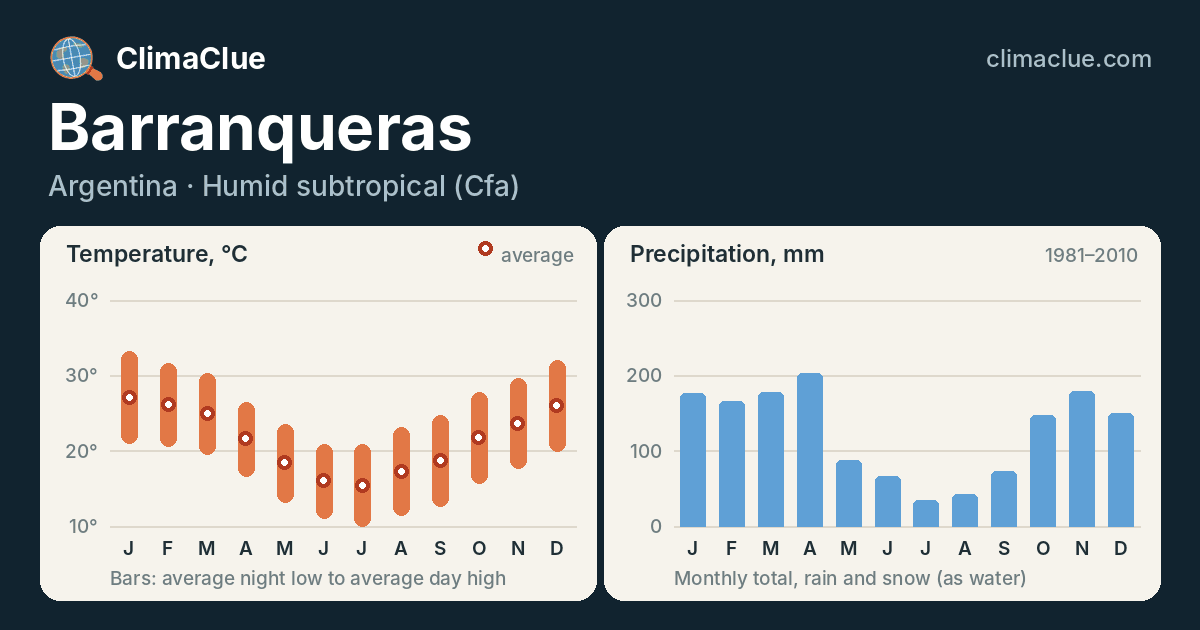 ClimaClue
climaclue.com
Barranqueras
Argentina · Humid subtropical (Cfa)
Temperature, °C
average
40°
30°
20°
10°
J F M A M J J A S O N D
Bars: average night low to average day high
Precipitation, mm
1981–2010
300
200
100
0
J F M A M J J A S O N D
Monthly total, rain and snow (as water)